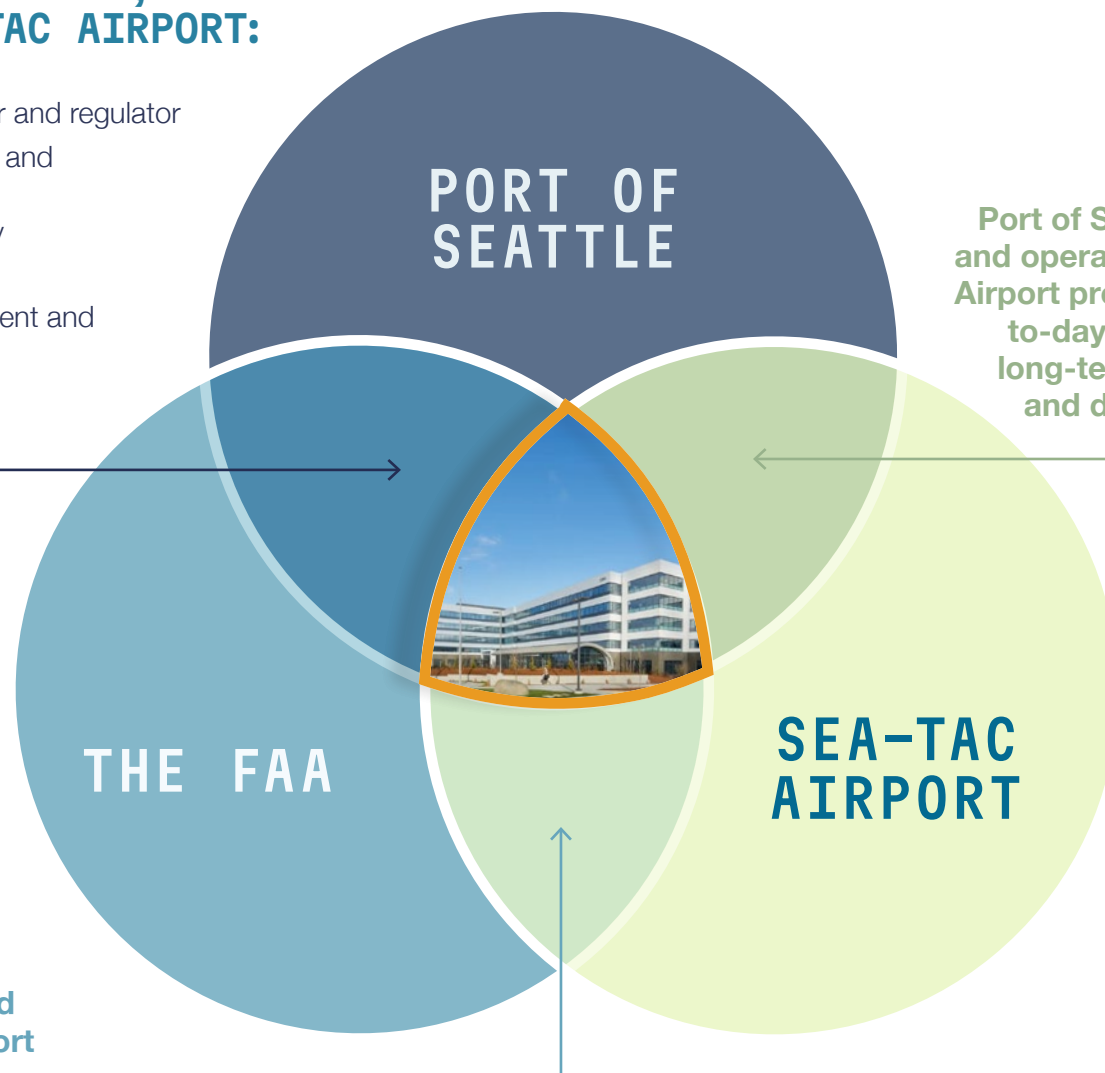 TAC AIRPORT:
and regulator
and
ent and
PORT OF
SEATTLE
Port of S
and opera
Airport pro
to-day
long-te
and d
THE FAA
SEA-TAC
AIRPORT
d
ort